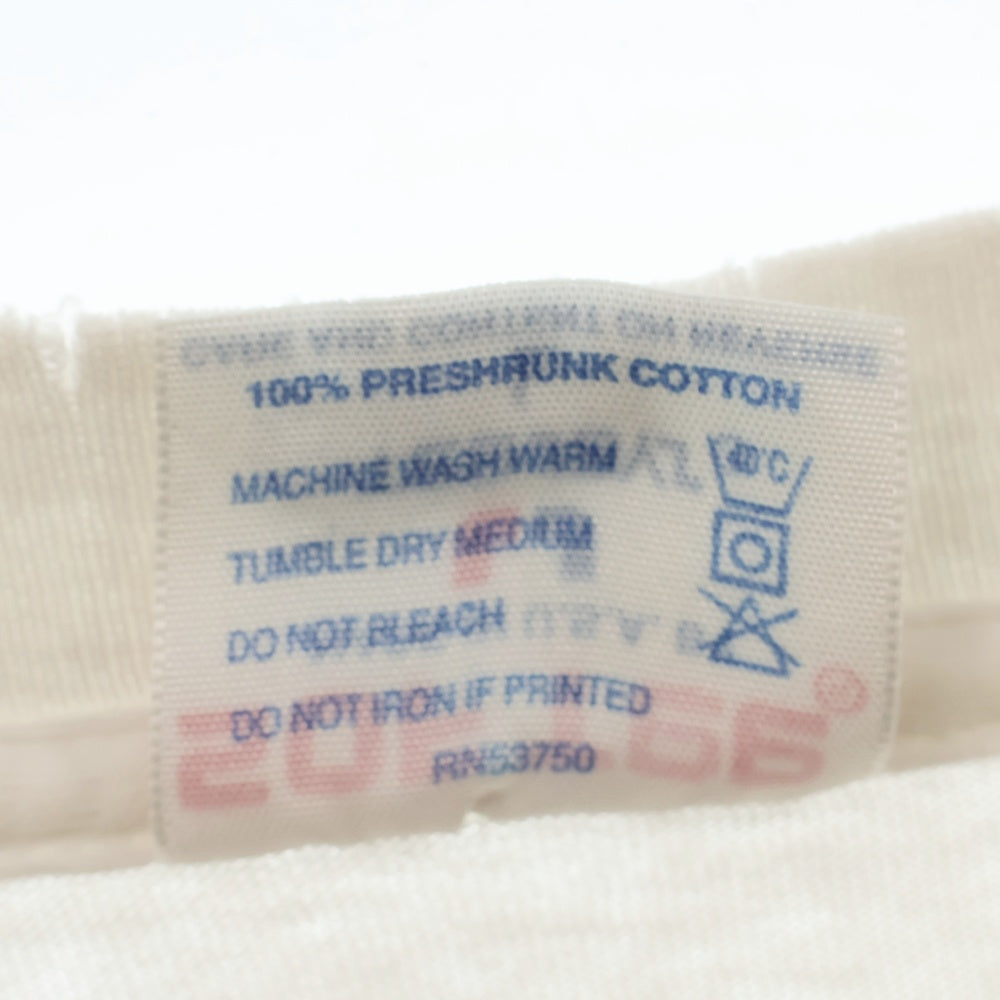 100% PRESHRUNK COTTON
MACHINE WASH WARM
40°C
TUMBLE DRY MEDIUM
DO NOT BLEACH
DO NOT IRON IF PRINTED
RN53750